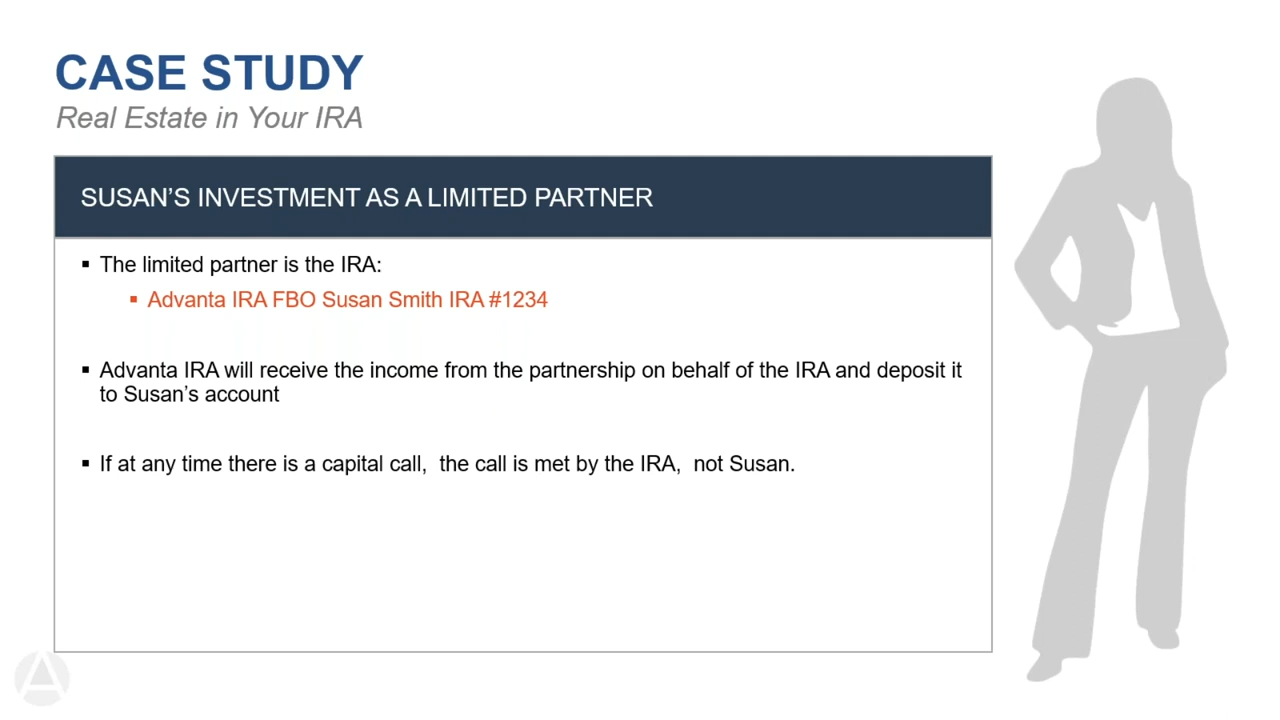 CASE STUDY
Real Estate in Your IRA
SUSAN’S INVESTMENT AS A LIMITED PARTNER
▪ The limited partner is the IRA:
▪ Advanta IRA FBO Susan Smith IRA #1234
▪ Advanta IRA will receive the income from the partnership on behalf of the IRA and deposit it
to Susan’s account
▪ If at any time there is a capital call,  the call is met by the IRA,  not Susan.